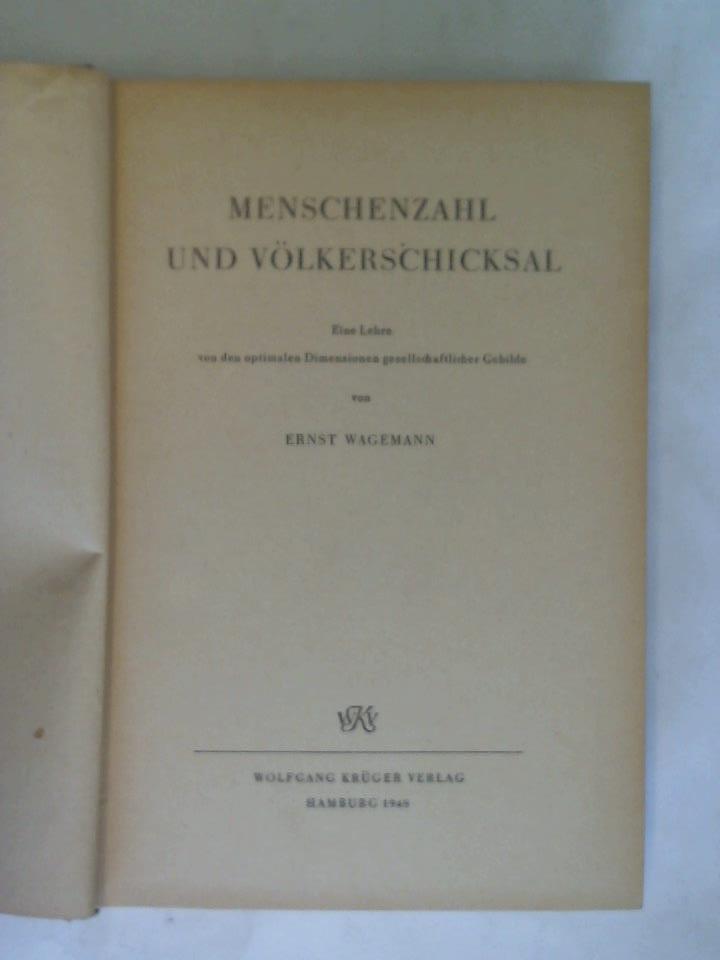 MENSCHENZAHL
UND VÖLKERSCHICKSAL
Eine Lehre
von den optimalen Dimensionen gesellschaftlicher Gebilde
von
ERNST WAGEMANN
WKV
WOLFGANG KRÜGER VERLAG
HAMBURG 1948